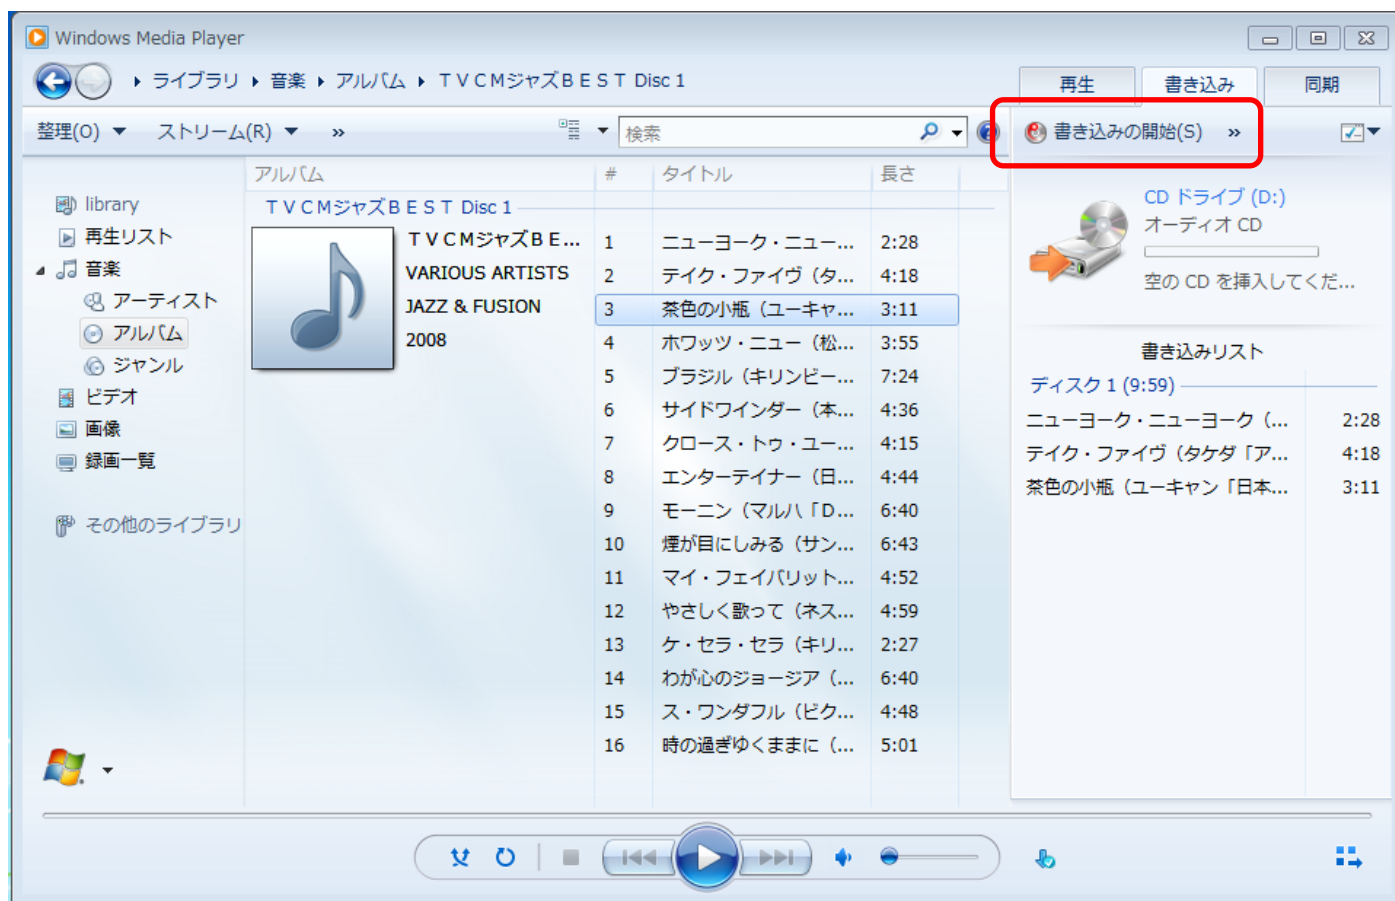 Windows Media Player
ライブラリ ▸ 音楽 ▸ アルバム ▸ ＴＶＣＭジャズＢＥＳＴ Disc 1
再生 書き込み 同期
整理(O) ストリーム(R) » 検索
書き込みの開始(S) »
アルバム # タイトル 長さ
library
再生リスト
音楽
アーティスト
アルバム
ジャンル
ビデオ
画像
録画一覧
その他のライブラリ
ＴＶＣＭジャズＢＥＳＴ Disc 1
ＴＶＣＭジャズＢＥ...
VARIOUS ARTISTS
JAZZ & FUSION
2008
1 ニューヨーク・ニュー... 2:28
2 テイク・ファイヴ（タ... 4:18
3 茶色の小瓶（ユーキャ... 3:11
4 ホワッツ・ニュー（松... 3:55
5 ブラジル（キリンビー... 7:24
6 サイドワインダー（本... 4:36
7 クロース・トゥ・ユー... 4:15
8 エンターテイナー（日... 4:44
9 モーニン（マルハ「Ｄ... 6:40
10 煙が目にしみる（サン... 6:43
11 マイ・フェイバリット... 4:52
12 やさしく歌って（ネス... 4:59
13 ケ・セラ・セラ（キリ... 2:27
14 わが心のジョージア（... 6:40
15 ス・ワンダフル（ビク... 4:48
16 時の過ぎゆくままに（... 5:01
CD ドライブ (D:)
オーディオ CD
空の CD を挿入してくだ...
書き込みリスト
ディスク 1 (9:59)
ニューヨーク・ニューヨーク（... 2:28
テイク・ファイヴ（タケダ「ア... 4:18
茶色の小瓶（ユーキャン「日本... 3:11